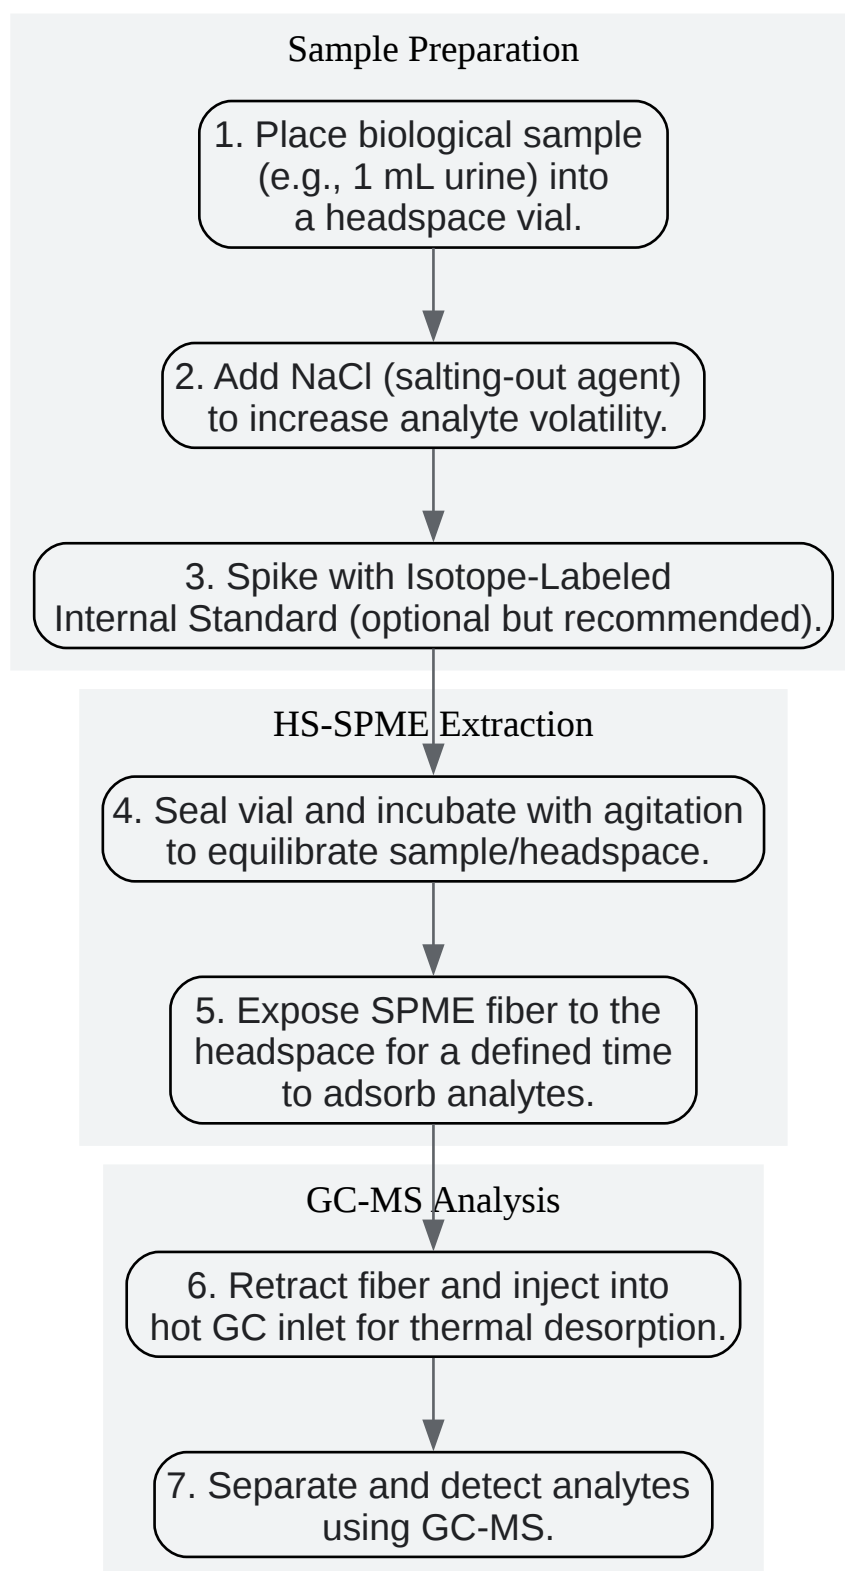 Sample Preparation
1. Place biological sample
(e.g., 1 mL urine) into
a headspace vial.
2. Add NaCl (salting-out agent)
to increase analyte volatility.
3. Spike with Isotope-Labeled
Internal Standard (optional but recommended).
HS-SPME Extraction
4. Seal vial and incubate with agitation
to equilibrate sample/headspace.
5. Expose SPME fiber to the
headspace for a defined time
to adsorb analytes.
GC-MS Analysis
6. Retract fiber and inject into
hot GC inlet for thermal desorption.
7. Separate and detect analytes
using GC-MS.